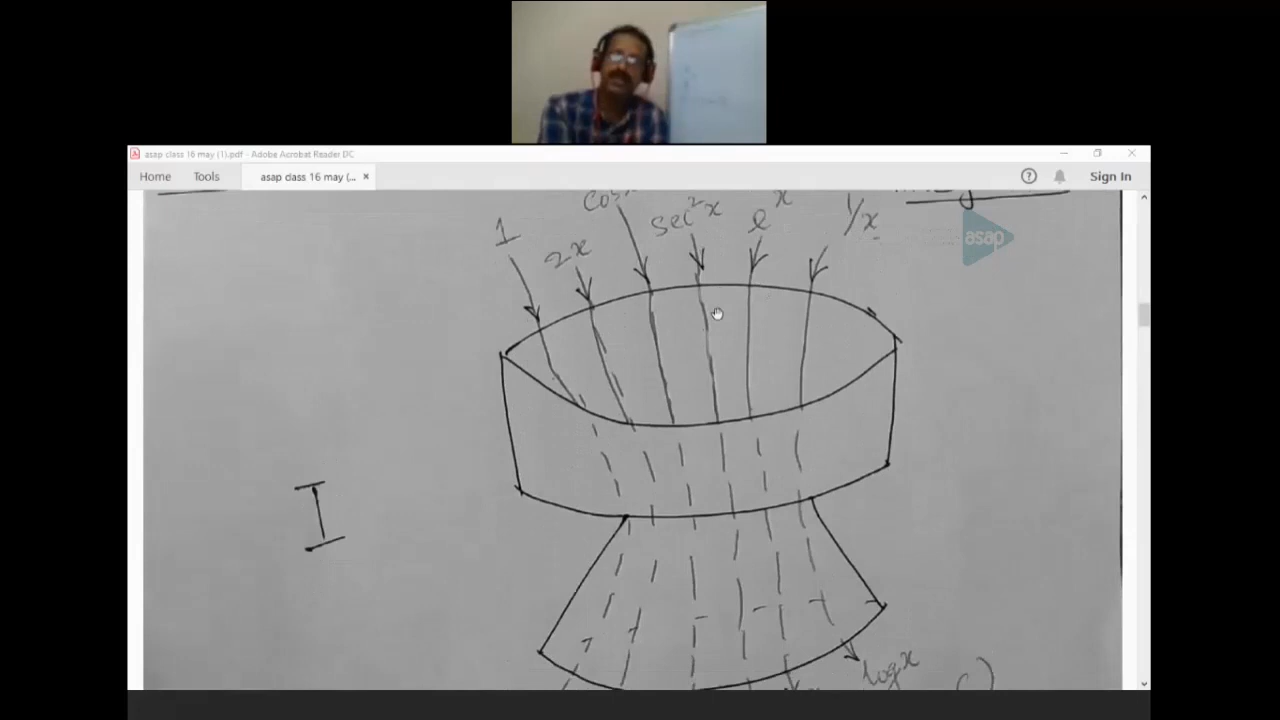 asap class 16 may (1).pdf - Adobe Acrobat Reader DC
Home Tools asap class 16 may (... × Sign In
1 2x sec²x eˣ 1/x
asap
I
log x